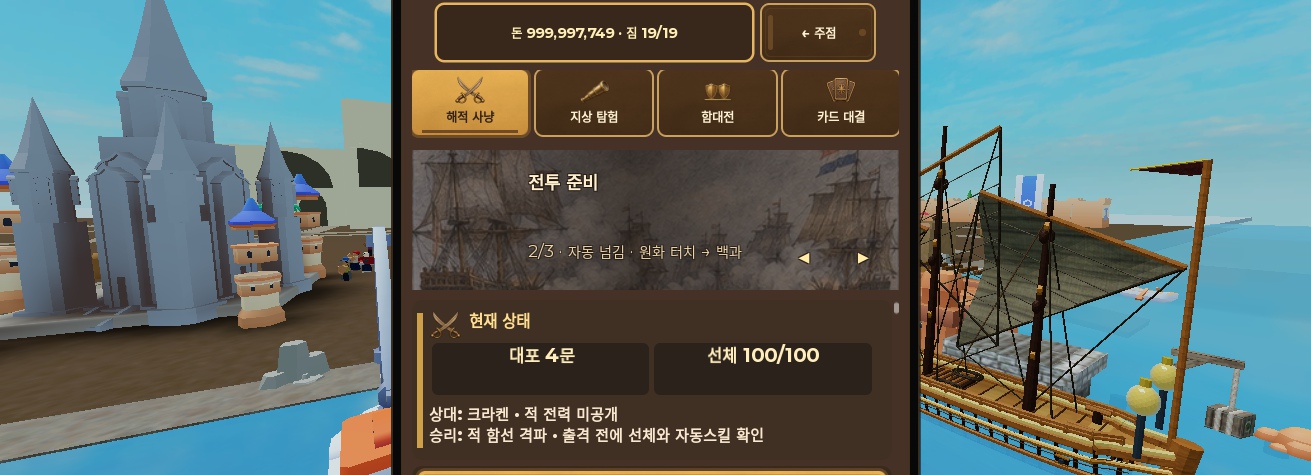 돈 999,997,749 · 짐 19/19
← 주점
해적 사냥
지상 탐험
함대전
카드 대결
전투 준비
2/3 · 자동 넘김 · 원화 터치 → 백과
◀ ▶
현재 상태
대포 4문
선체 100/100
상대: 크라켄 • 적 전력 미공개
승리: 적 함선 격파 • 출격 전에 선체와 자동스킬 확인